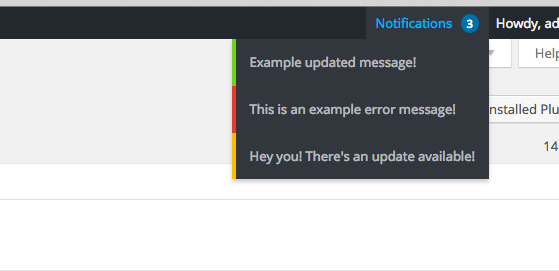 Notifications 3 Howdy, ad
Example updated message!
Help
This is an example error message!
nstalled Plu
14
Hey you! There's an update available!